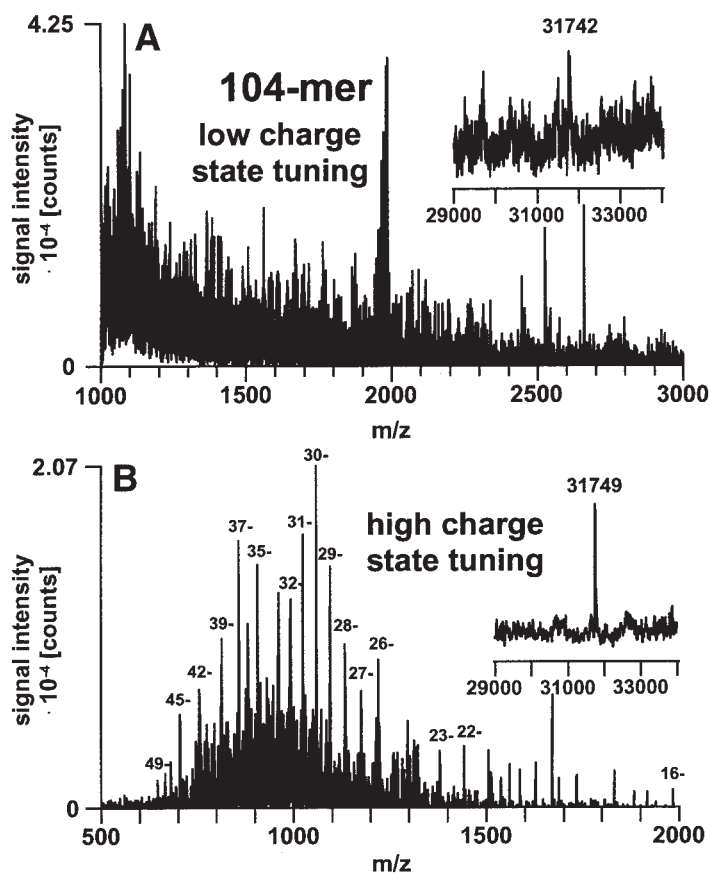 4.25
A
31742
104-mer
low charge
state tuning
signal intensity
· 10⁻⁴ [counts]
29000 31000 33000
0
1000 1500 2000 2500 3000
m/z
2.07
B
30-
31749
37-
31-
high charge
state tuning
35-
29-
32-
39-
28-
26-
42-
27-
45-
signal intensity
· 10⁻⁴ [counts]
29000 31000 33000
23- 22-
49-
16-
0
500 1000 1500 2000
m/z